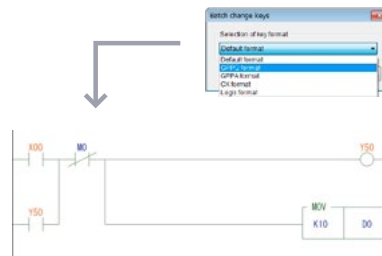 Batch change keys
Selection of key format
Default format
Default format
GPPQ format
GPPA format
CX format
Logix format
X00 M0 Y50
Y50
MOV
K10 D0